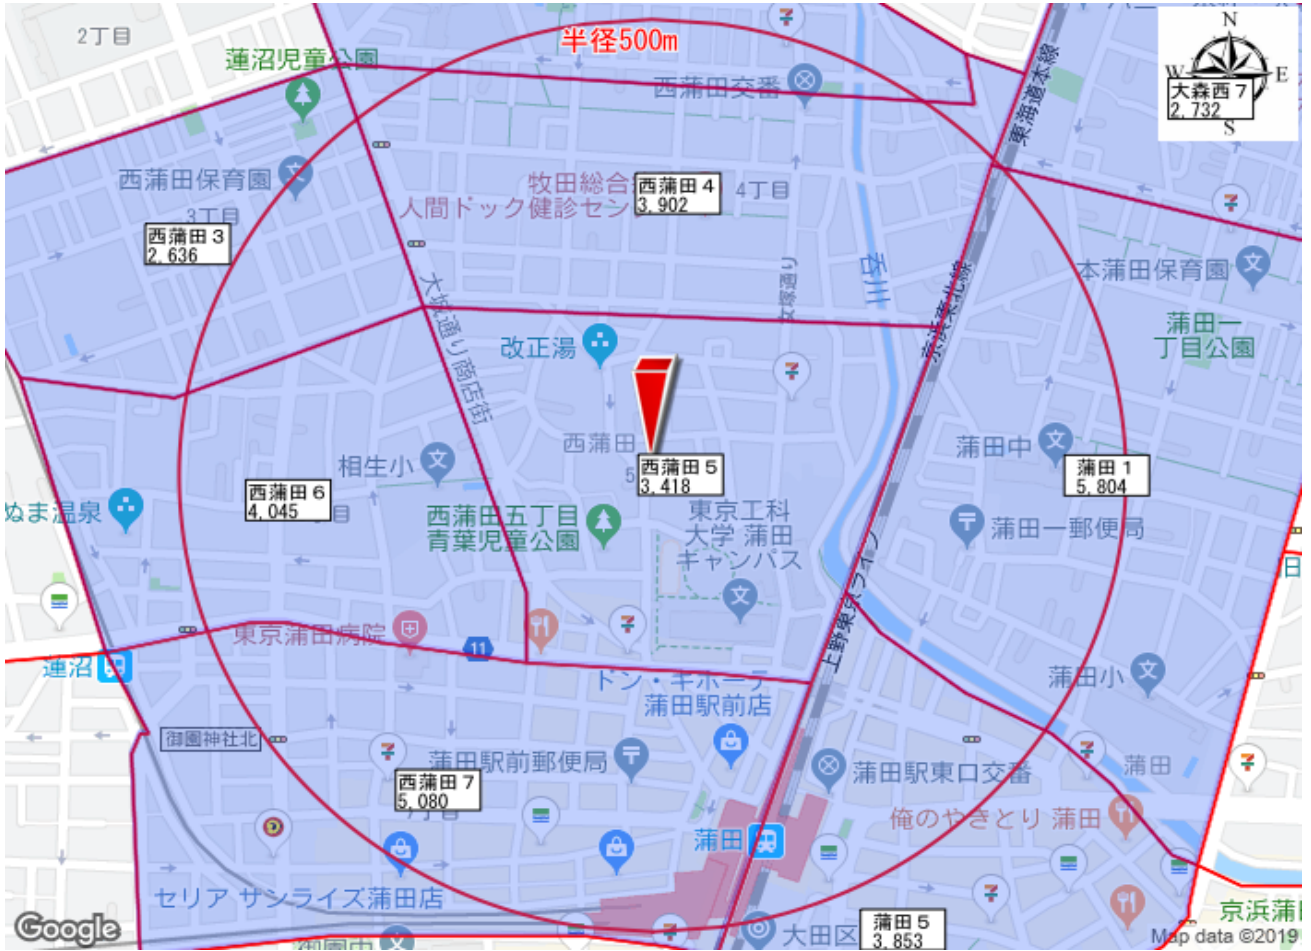 2丁目
蓮沼児童公園
半径500m
西蒲田交番
東海道本線
N
W
E
S
大森西7
2,732
西蒲田保育園
3丁目
西蒲田3
2,636
牧田総合
人間ドック健診セン
西蒲田4
3,902
4丁目
女塚通り
呑川
京浜東北線
本蒲田保育園
蒲田一
丁目公園
大城通り商店街
改正湯
西蒲田
5
西蒲田5
3,418
相生小
西蒲田6
4,045
ぬま温泉
西蒲田五丁目
青葉児童公園
東京工科
大学 蒲田
キャンパス
蒲田中
蒲田1
5,804
蒲田一郵便局
日
上野東京ライン
東京蒲田病院
11
蓮沼
ドン・キホーテ
蒲田駅前店
蒲田小
御園神社北
蒲田駅前郵便局
蒲田駅東口交番
蒲田
西蒲田7
5,080
7丁目
俺のやきとり 蒲田
蒲田
セリア サンライズ蒲田店
Google
御園中
大田区
蒲田5
3,853
京浜蒲田
Map data ©2019